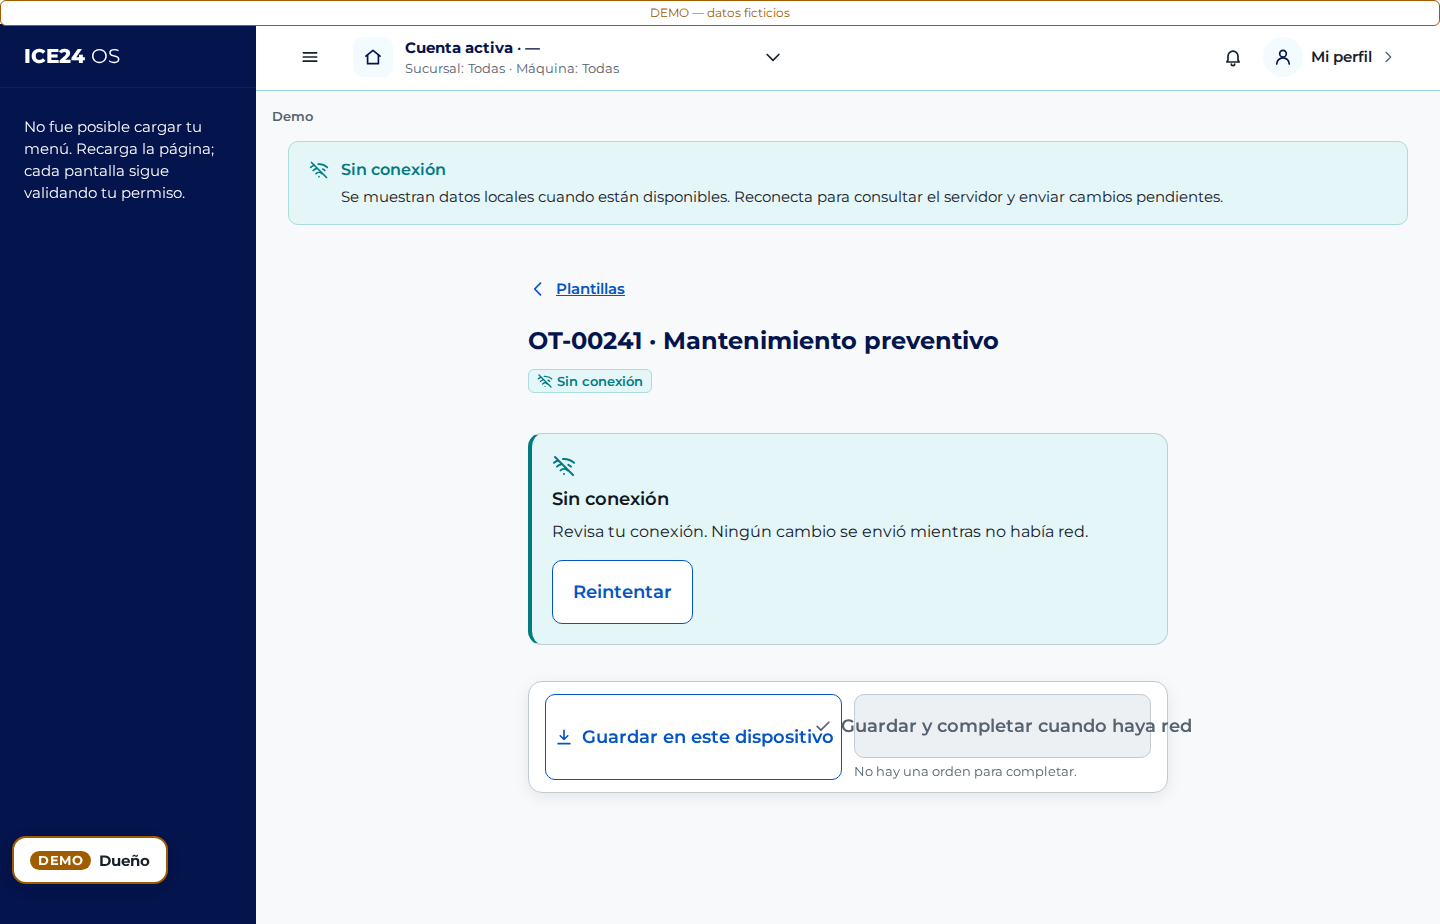 DEMO — datos ficticios
ICE24 OS
Cuenta activa · —
Sucursal: Todas · Máquina: Todas
Mi perfil
No fue posible cargar tu
menú. Recarga la página;
cada pantalla sigue
validando tu permiso.
Demo
Sin conexión
Se muestran datos locales cuando están disponibles. Reconecta para consultar el servidor y enviar cambios pendientes.
Plantillas
OT-00241 · Mantenimiento preventivo
Sin conexión
Sin conexión
Revisa tu conexión. Ningún cambio se envió mientras no había red.
Reintentar
Guardar en este dispositivo
Guardar y completar cuando haya red
No hay una orden para completar.
DEMO Dueño